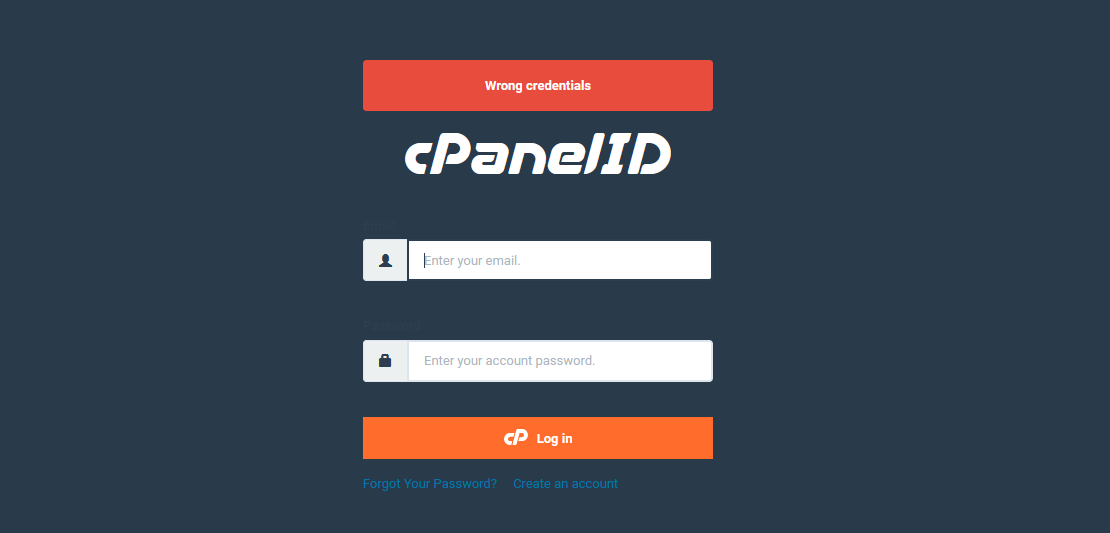 Wrong credentials
cPanelID
Email
Enter your email.
Password
Enter your account password.
cP Log in
Forgot Your Password? Create an account